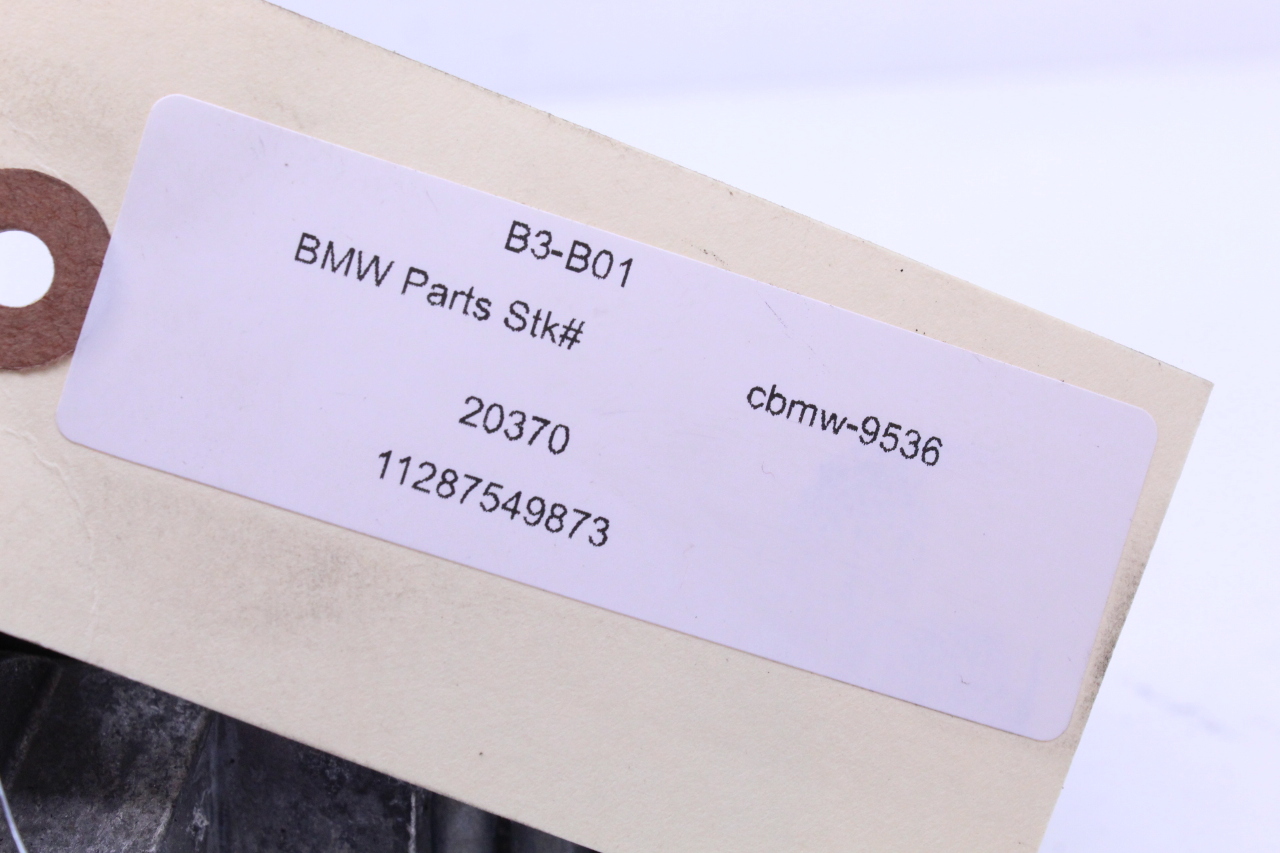 B3-B01
BMW Parts Stk#
cbmw-9536
20370
11287549873